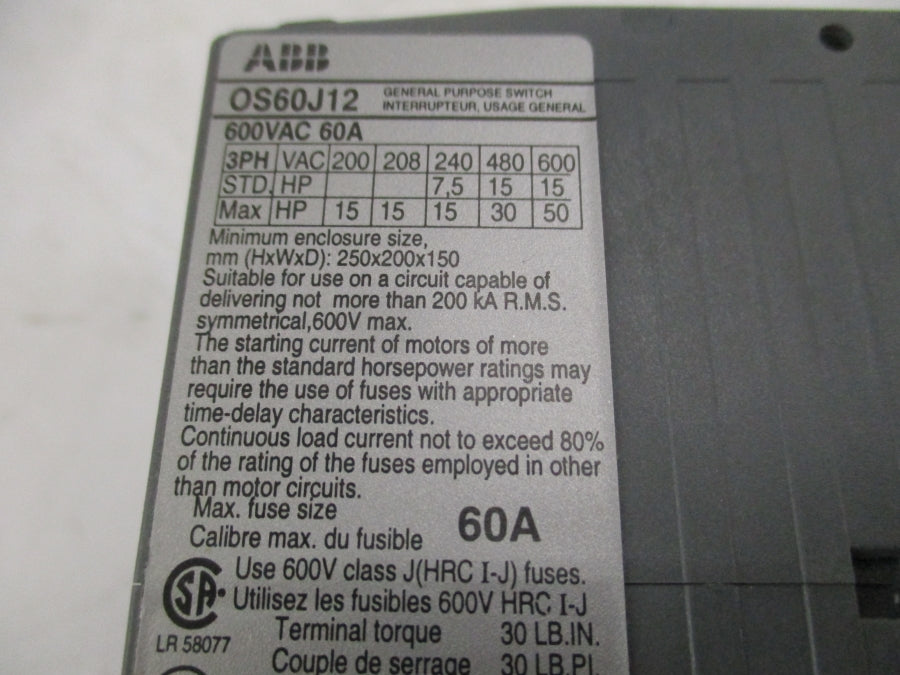 ABB
OS60J12
GENERAL PURPOSE SWITCH
INTERRUPTEUR, USAGE GENERAL
600VAC 60A
3PH VAC 200 208 240 480 600
STD. HP 7,5 15 15
Max HP 15 15 15 30 50
Minimum enclosure size,
mm (HxWxD): 250x200x150
Suitable for use on a circuit capable of
delivering not more than 200 kA R.M.S.
symmetrical,600V max.
The starting current of motors of more
than the standard horsepower ratings may
require the use of fuses with appropriate
time-delay characteristics.
Continuous load current not to exceed 80%
of the rating of the fuses employed in other
than motor circuits.
Max. fuse size
Calibre max. du fusible 60A
Use 600V class J(HRC I-J) fuses.
Utilisez les fusibles 600V HRC I-J
SA
LR 58077
Terminal torque 30 LB.IN.
Couple de serrage 30 LB.PI.